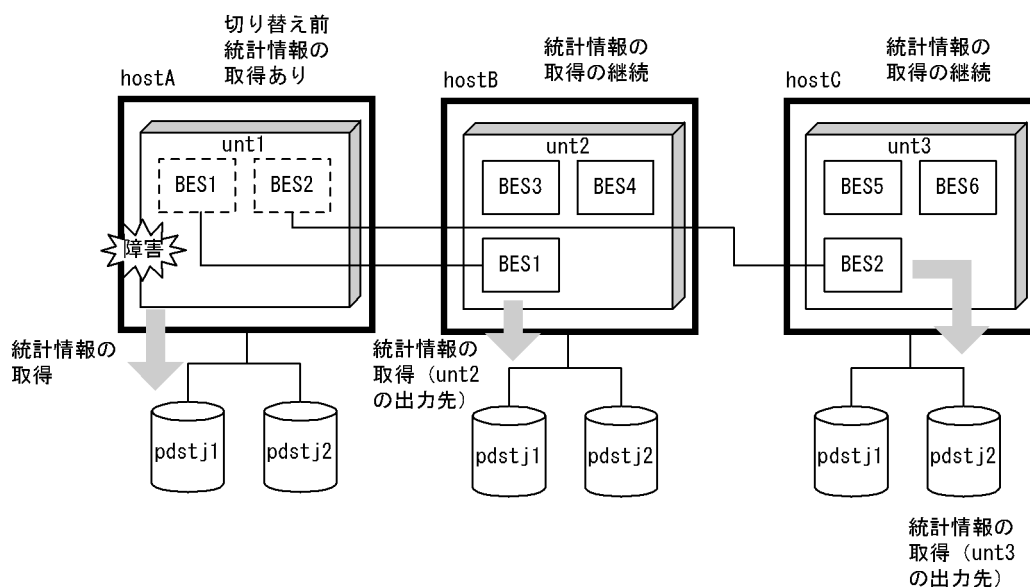 切り替え前
統計情報の
取得あり
hostA
unt1
BES1
BES2
障害
統計情報の
取得
pdstj1
pdstj2
統計情報の
取得の継続
hostB
unt2
BES3
BES4
BES1
統計情報の
取得（unt2
の出力先）
pdstj1
pdstj2
統計情報の
取得の継続
hostC
unt3
BES5
BES6
BES2
pdstj1
pdstj2
統計情報の
取得（unt3
の出力先）